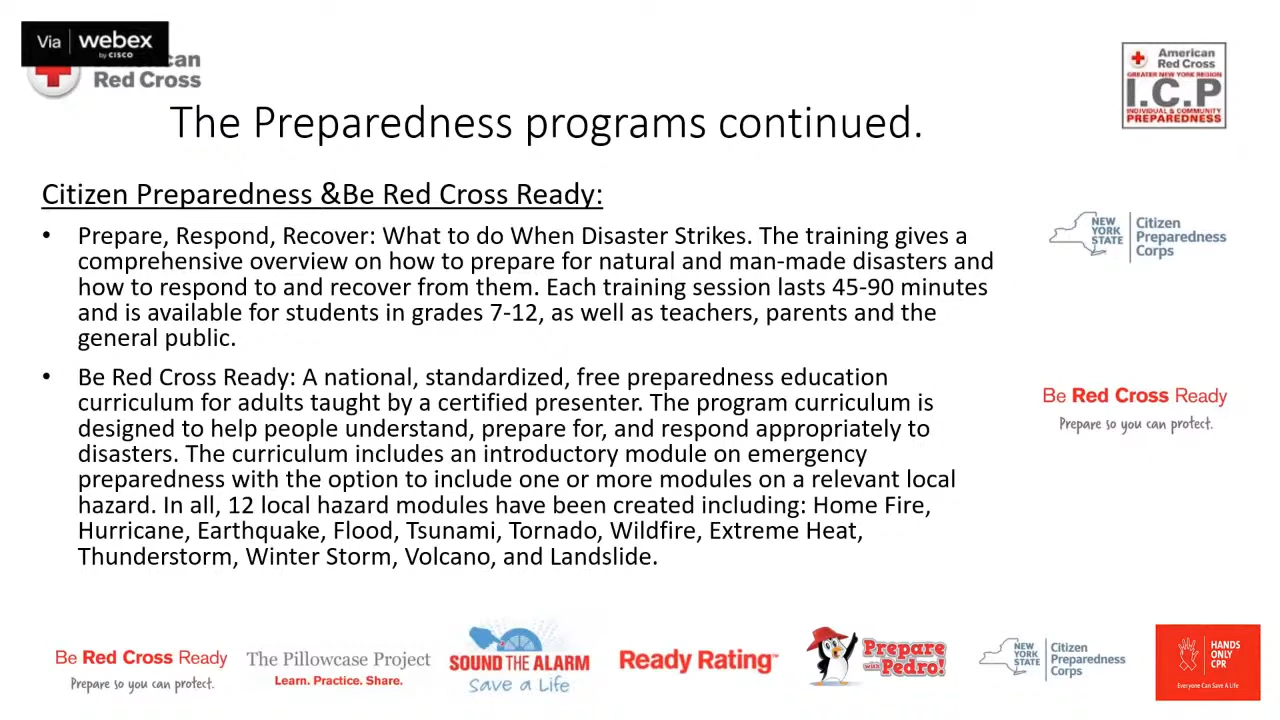 Via webex
by CISCO
Red Cross
American
Red Cross
GREATER NEW YORK REGION
I.C.P
INDIVIDUAL & COMMUNITY
PREPAREDNESS
The Preparedness programs continued.
Citizen Preparedness &Be Red Cross Ready:
• Prepare, Respond, Recover: What to do When Disaster Strikes. The training gives a
comprehensive overview on how to prepare for natural and man-made disasters and
how to respond to and recover from them. Each training session lasts 45-90 minutes
and is available for students in grades 7-12, as well as teachers, parents and the
general public.
• Be Red Cross Ready: A national, standardized, free preparedness education
curriculum for adults taught by a certified presenter. The program curriculum is
designed to help people understand, prepare for, and respond appropriately to
disasters. The curriculum includes an introductory module on emergency
preparedness with the option to include one or more modules on a relevant local
hazard. In all, 12 local hazard modules have been created including: Home Fire,
Hurricane, Earthquake, Flood, Tsunami, Tornado, Wildfire, Extreme Heat,
Thunderstorm, Winter Storm, Volcano, and Landslide.
NEW
YORK
STATE
Citizen
Preparedness
Corps
Be Red Cross Ready
Prepare so you can protect.
Be Red Cross Ready
Prepare so you can protect.
The Pillowcase Project
Learn. Practice. Share.
SOUND THE ALARM
Save a Life
Ready Rating™
Prepare
with Pedro!
NEW
YORK
STATE
Citizen
Preparedness
Corps
HANDS
ONLY
CPR
Everyone Can Save A Life